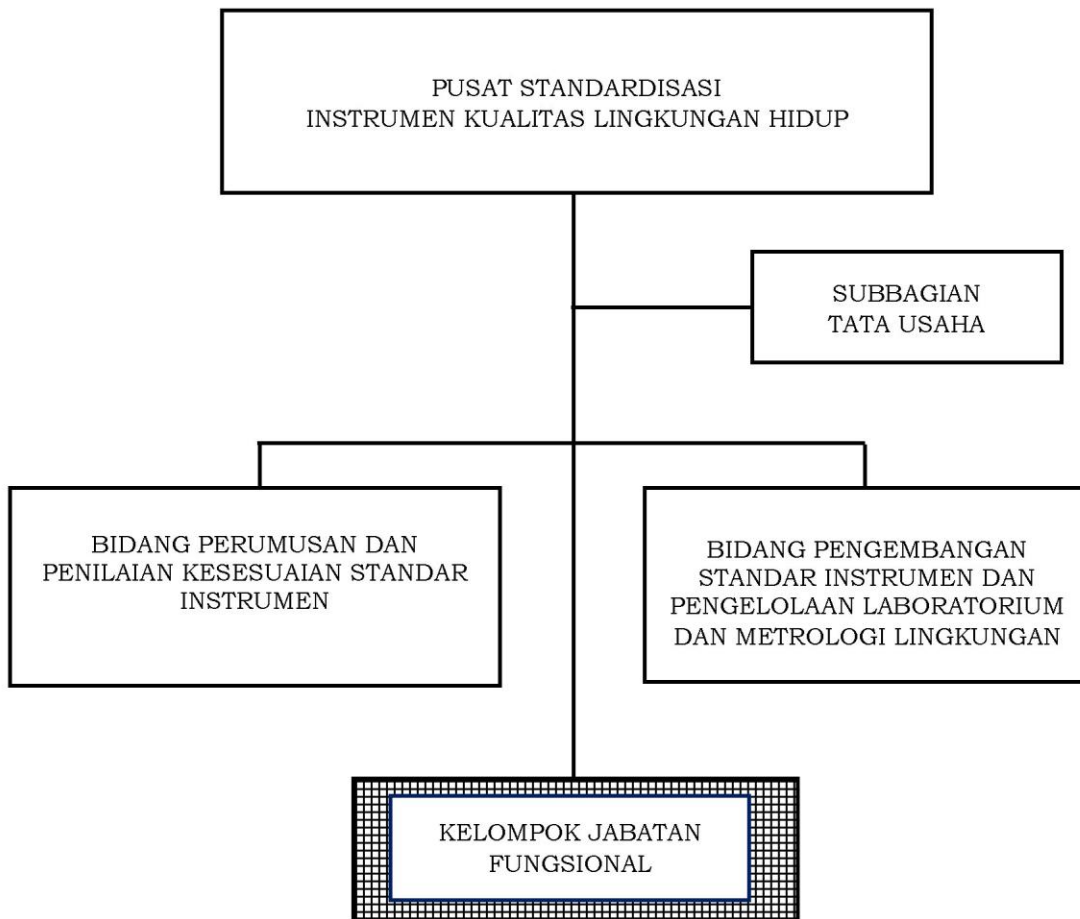 PUSAT STANDARDISASI
INSTRUMEN KUALITAS LINGKUNGAN HIDUP
SUBBAGIAN
TATA USAHA
BIDANG PERUMUSAN DAN
PENILAIAN KESESUAIAN STANDAR
INSTRUMEN
BIDANG PENGEMBANGAN
STANDAR INSTRUMEN DAN
PENGELOLAAN LABORATORIUM
DAN METROLOGI LINGKUNGAN
KELOMPOK JABATAN
FUNGSIONAL